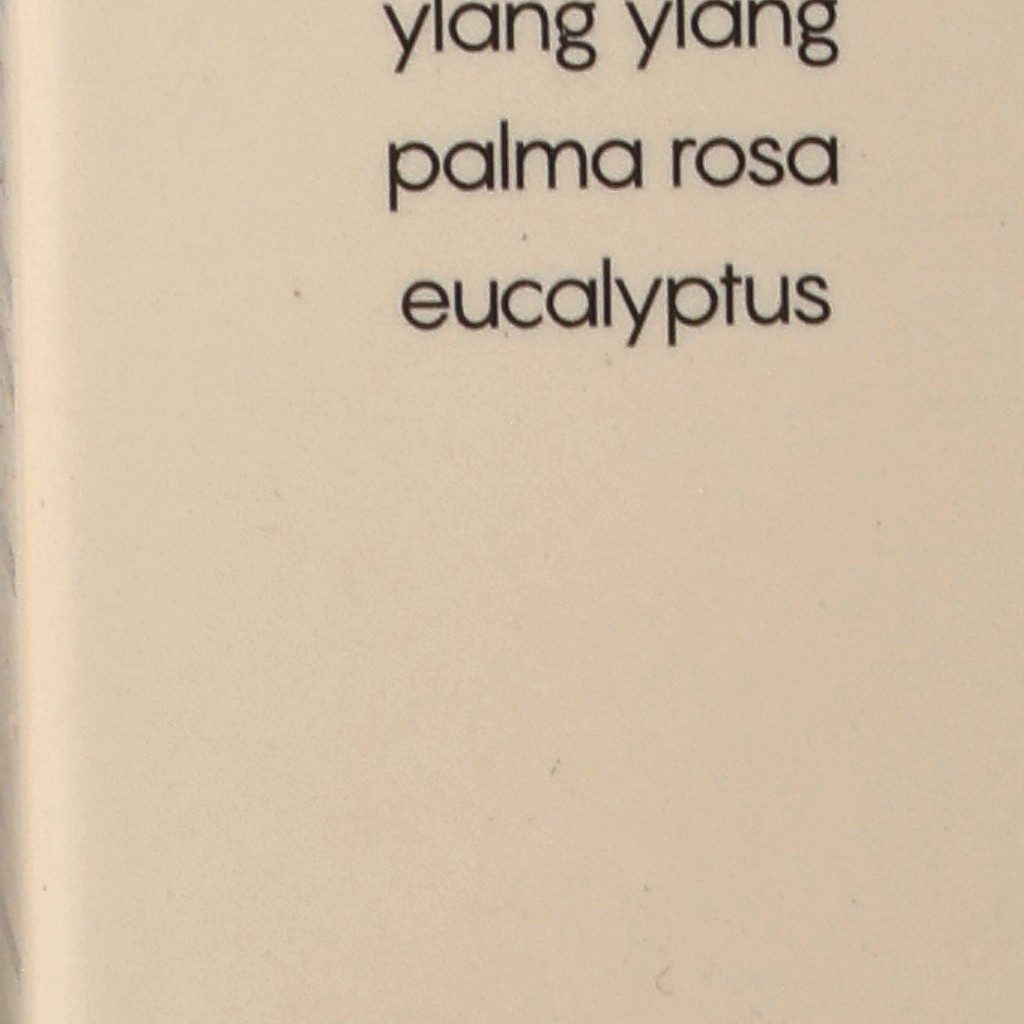 ylang ylang
palma rosa
eucalyptus